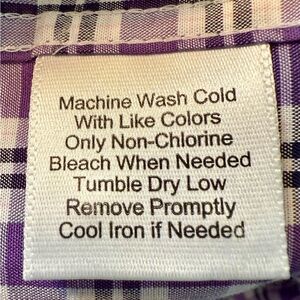 Machine Wash Cold
With Like Colors
Only Non-Chlorine
Bleach When Needed
Tumble Dry Low
Remove Promptly
Cool Iron if Needed